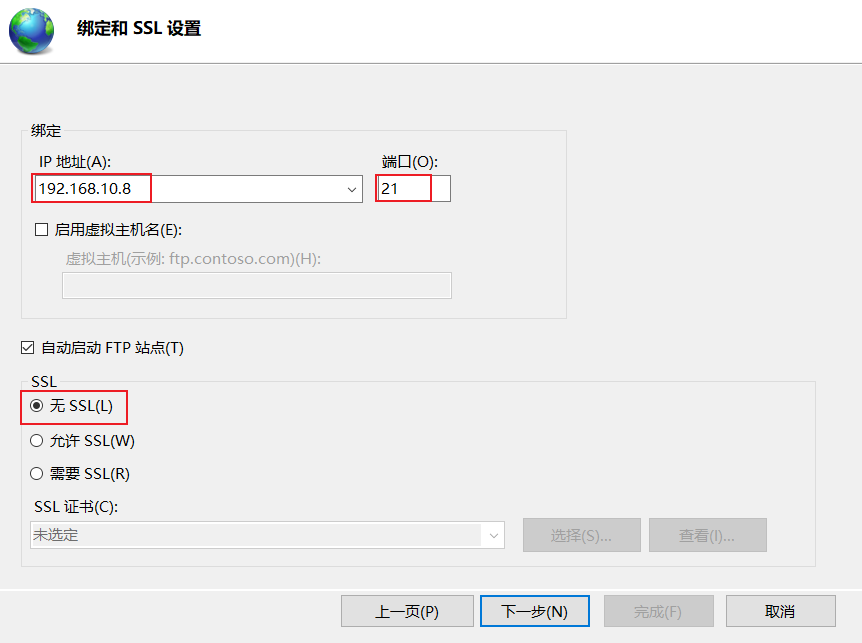 绑定和 SSL 设置
绑定
IP 地址(A): 端口(O):
192.168.10.8 21
启用虚拟主机名(E):
虚拟主机(示例: ftp.contoso.com)(H):
自动启动 FTP 站点(T)
SSL
无 SSL(L)
允许 SSL(W)
需要 SSL(R)
SSL 证书(C):
未选定 选择(S)... 查看(I)...
上一页(P) 下一步(N) 完成(F) 取消